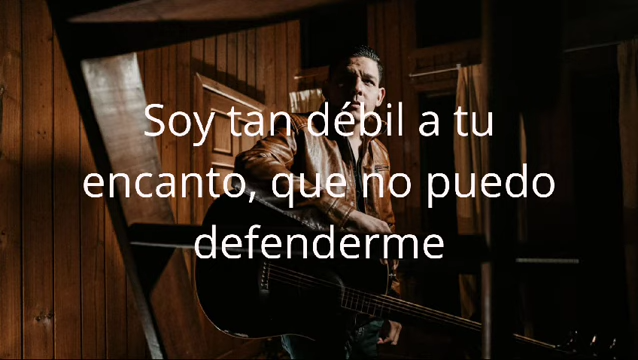 Soy tan débil a tu
encanto, que no puedo
defenderme